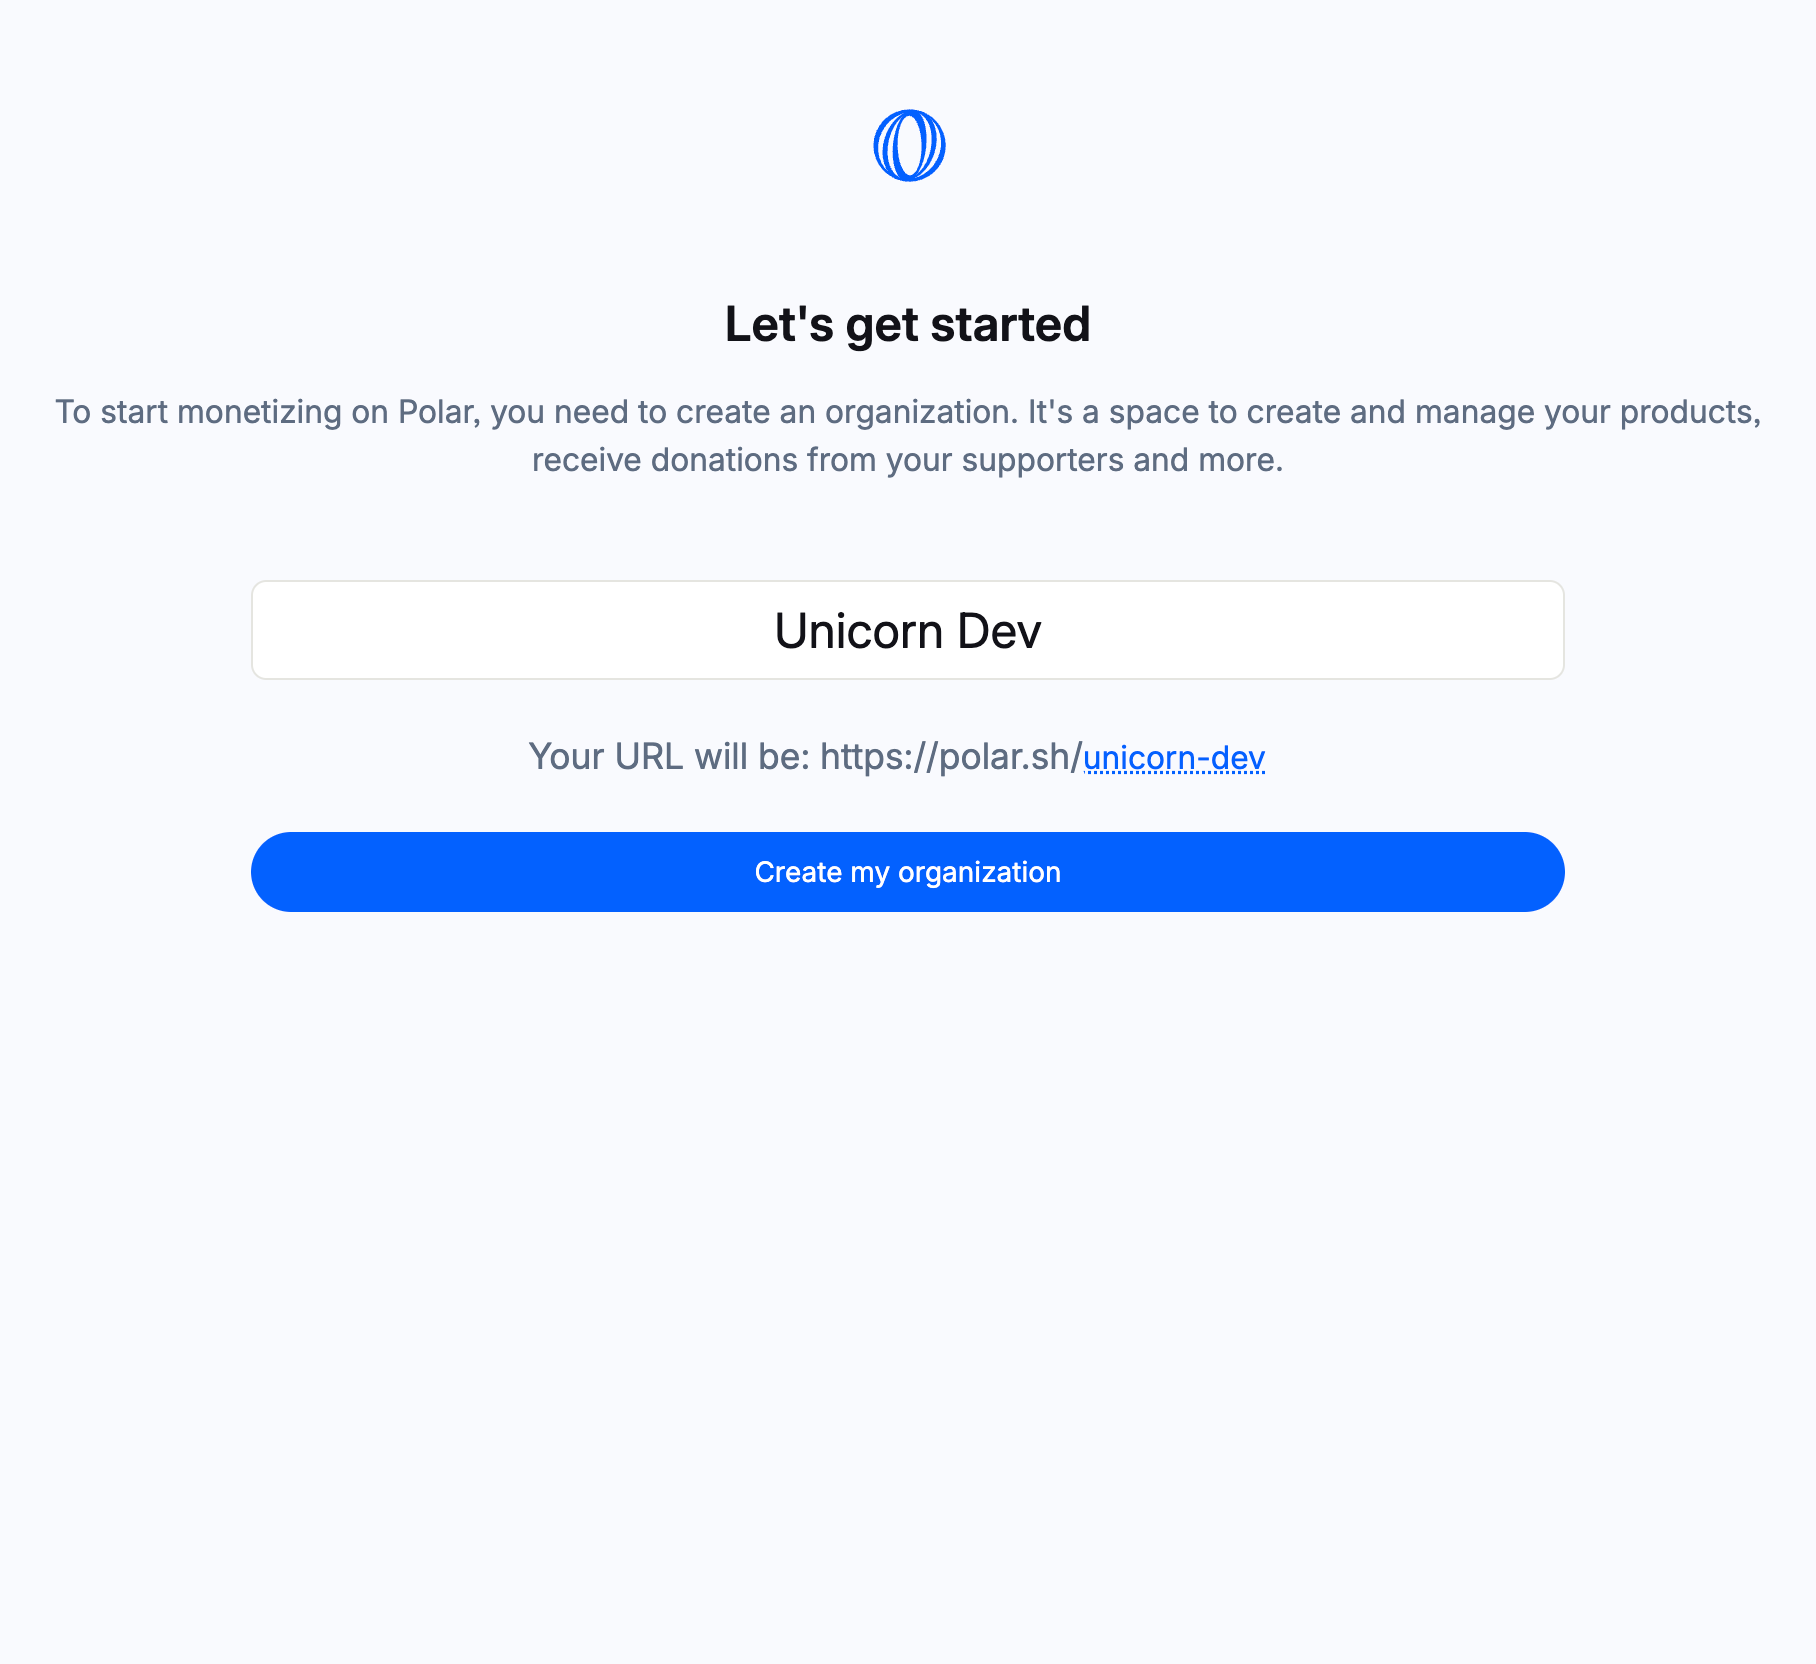 Let's get started
To start monetizing on Polar, you need to create an organization. It's a space to create and manage your products,
receive donations from your supporters and more.
Unicorn Dev
Your URL will be: https://polar.sh/unicorn-dev
Create my organization